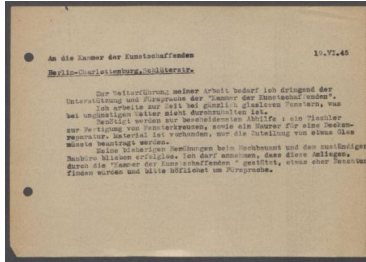 An die Kammer der Kunstschaffenden 19.VI.45
Berlin-Charlottenburg,Schlüterstr.
Zur Weiterführung meiner Arbeit bedarf ich dringend der
Unterstützung und Fürsprache der "Kammer der Kunstschaffenden".
Ich arbeite zur Zeit bei gänzlich glaslosen Fenstern, was
bei ungünstigem Wetter nicht durchzuhalten ist.
Benötigt werden zur bescheidensten Abhilfe : ein Tischler
zur Fertigung von Fensterkreuzen, sowie ein Maurer für eine Decken-
reparatur. Material ist vorhanden, nur die Zuteilung von etwas Glas
müsste beantragt werden.
Meine bisherigen Bemühungen beim Hochbauamt und dem zuständigen
Baubüro blieben erfolglos. Ich darf annehmen, dass diese Anliegen,
durch die "Kammer der Kunstschaffenden " gestützt, etwas eher Beachtung
finden würden und bitte höflichst um Fürsprache.